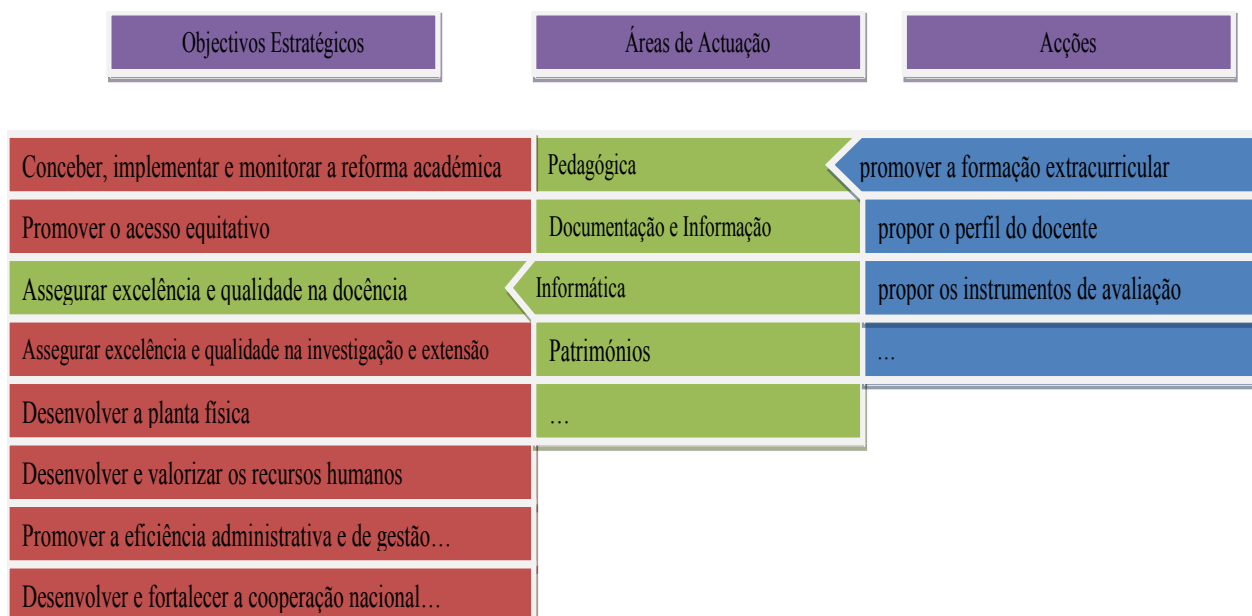 Objectivos Estratégicos
Áreas de Actuação
Acções
Conceber, implementar e monitorar a reforma académica
Pedagógica
promover a formação extracurricular
Promover o acesso equitativo
Documentação e Informação
propor o perfil do docente
Assegurar excelência e qualidade na docência
Informática
propor os instrumentos de avaliação
Assegurar excelência e qualidade na investigação e extensão
Patrimónios
…
Desenvolver a planta física
…
Desenvolver e valorizar os recursos humanos
Promover a eficiência administrativa e de gestão…
Desenvolver e fortalecer a cooperação nacional…